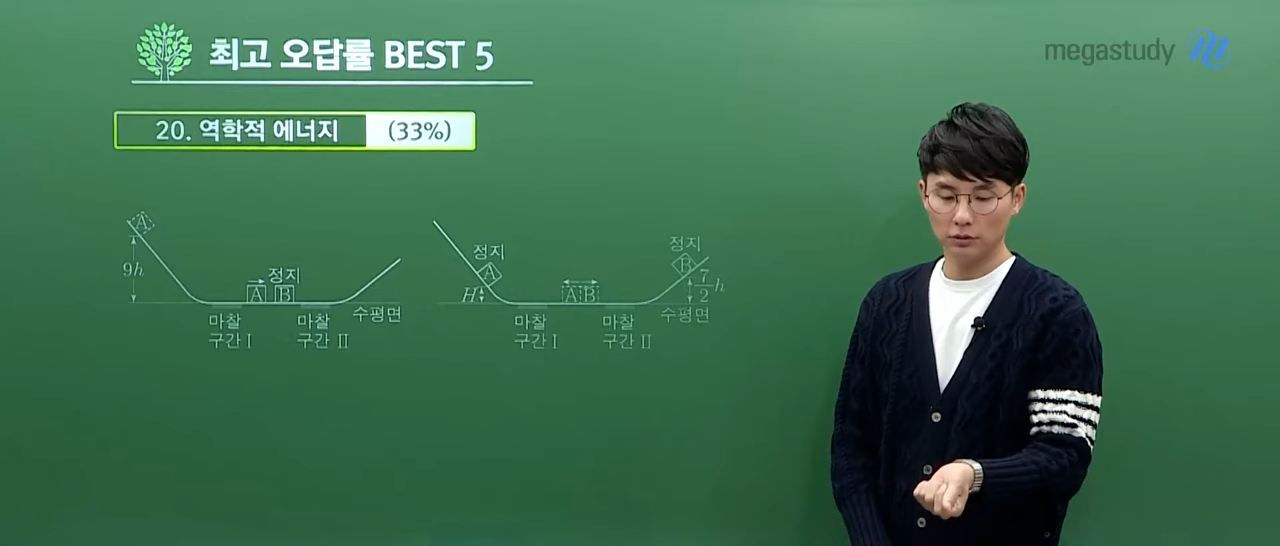 최고 오답률 BEST 5
megastudy M
20. 역학적 에너지 (33%)
A
9h
정지
A B
마찰 구간 I
마찰 구간 II
수평면
정지
A
H
A B
정지
B
7/2 h
마찰 구간 I
마찰 구간 II
수평면